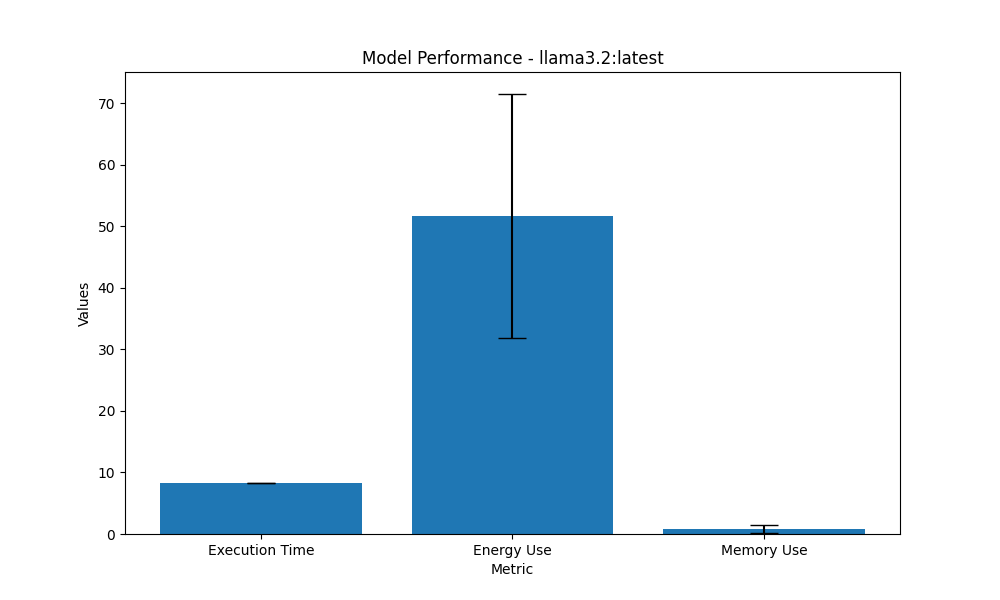 Model Performance - llama3.2:latest
70
60
50
40
30
20
10
0
Values
Execution Time
Energy Use
Memory Use
Metric